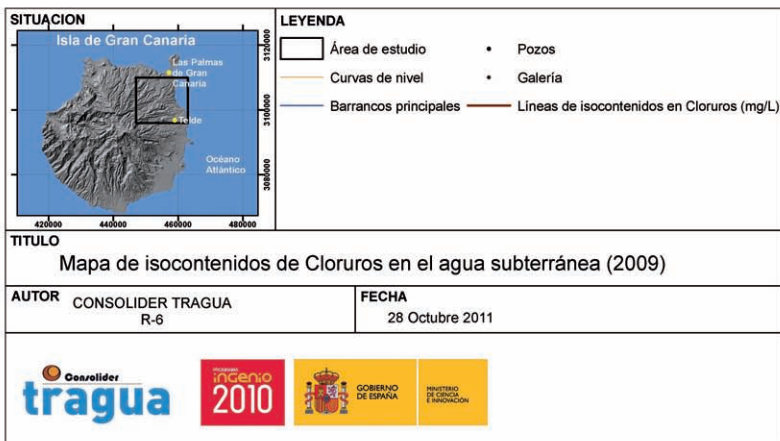 SITUACION
Isla de Gran Canaria
Las Palmas
de Gran
Canaria
Telde
Océano
Atlántico
3120000
3100000
3080000
420000 440000 460000 480000
LEYENDA
Área de estudio
Curvas de nivel
Barrancos principales
Pozos
Galería
Líneas de isocontenidos en Cloruros (mg/L)
TITULO
Mapa de isocontenidos de Cloruros en el agua subterránea (2009)
AUTOR CONSOLIDER TRAGUA
R-6
FECHA
28 Octubre 2011
Consolider
tragua
PROGRAMA
ingenio
2010
GOBIERNO
DE ESPAÑA
MINISTERIO
DE CIENCIA
E INNOVACIÓN